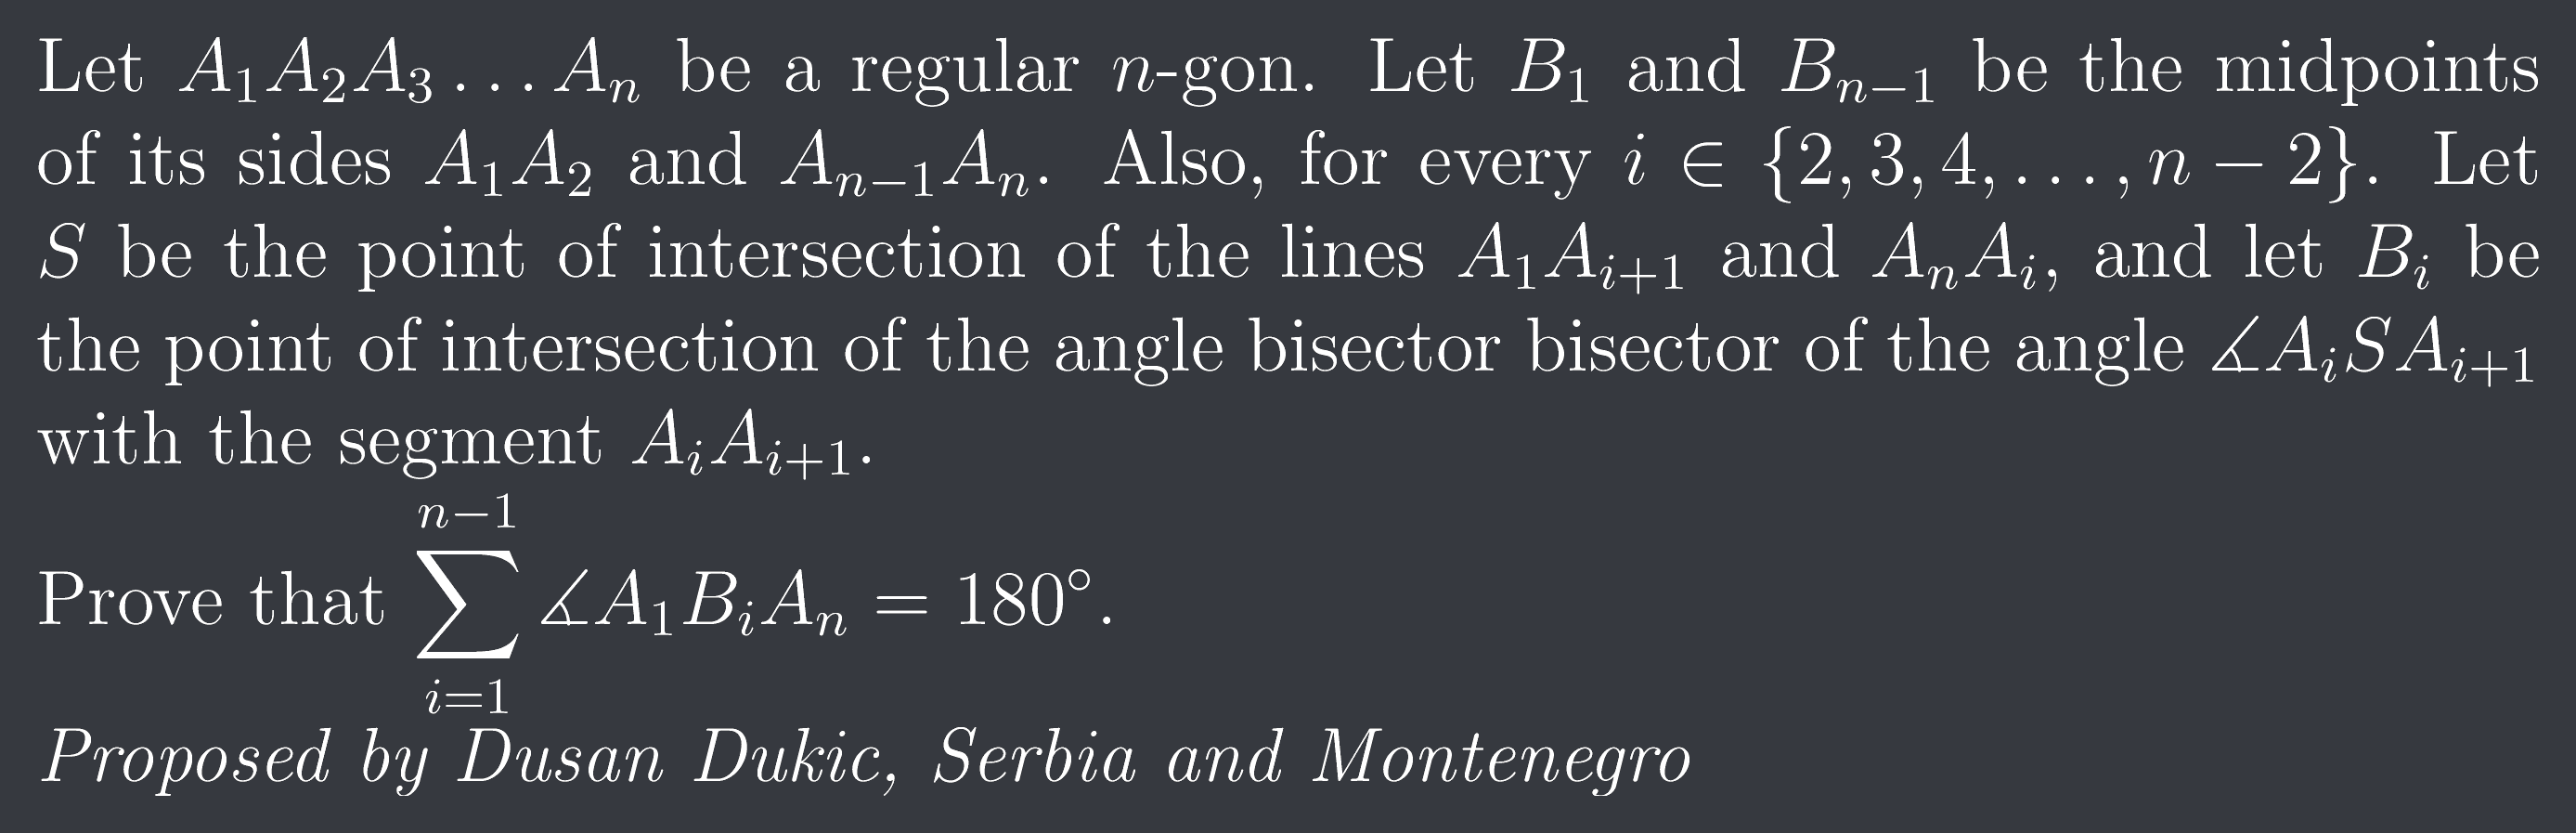 Let A₁A₂A₃ . . . Aₙ be a regular n-gon. Let B₁ and Bₙ₋₁ be the midpoints
of its sides A₁A₂ and Aₙ₋₁Aₙ. Also, for every i ∈ {2, 3, 4, . . . , n − 2}. Let
S be the point of intersection of the lines A₁Aᵢ₊₁ and AₙAᵢ, and let Bᵢ be
the point of intersection of the angle bisector bisector of the angle ∡AᵢSAᵢ₊₁
with the segment AᵢAᵢ₊₁.
Prove that ∑ᵢ₌₁ⁿ⁻¹ ∡A₁BᵢAₙ = 180°.
Proposed by Dusan Dukic, Serbia and Montenegro